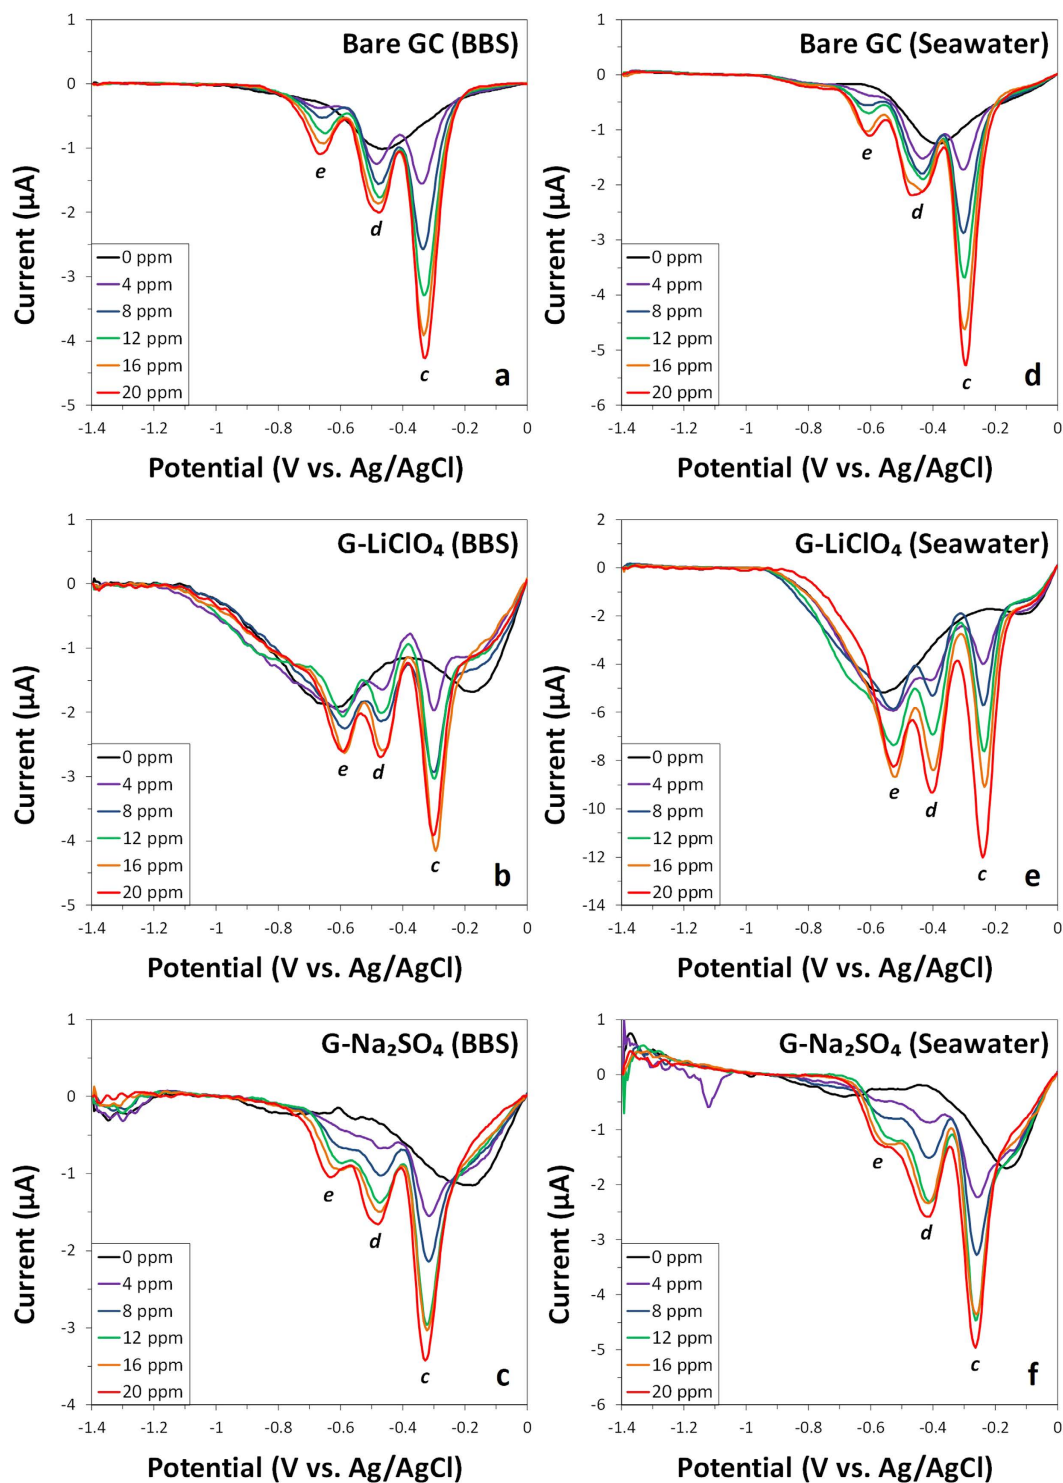 Bare GC (BBS)
Current (µA)
1
0
-1
-2
-3
-4
-5
0 ppm
4 ppm
8 ppm
12 ppm
16 ppm
20 ppm
e
d
c
a
-1.4 -1.2 -1 -0.8 -0.6 -0.4 -0.2 0
Potential (V vs. Ag/AgCl)
Bare GC (Seawater)
Current (µA)
1
0
-1
-2
-3
-4
-5
-6
0 ppm
4 ppm
8 ppm
12 ppm
16 ppm
20 ppm
e
d
c
d
-1.4 -1.2 -1 -0.8 -0.6 -0.4 -0.2 0
Potential (V vs. Ag/AgCl)
G-LiClO₄ (BBS)
Current (µA)
1
0
-1
-2
-3
-4
-5
0 ppm
4 ppm
8 ppm
12 ppm
16 ppm
20 ppm
e
d
c
b
-1.4 -1.2 -1 -0.8 -0.6 -0.4 -0.2 0
Potential (V vs. Ag/AgCl)
G-LiClO₄ (Seawater)
Current (µA)
2
0
-2
-4
-6
-8
-10
-12
-14
0 ppm
4 ppm
8 ppm
12 ppm
16 ppm
20 ppm
e
d
c
e
-1.4 -1.2 -1 -0.8 -0.6 -0.4 -0.2 0
Potential (V vs. Ag/AgCl)
G-Na₂SO₄ (BBS)
Current (µA)
1
0
-1
-2
-3
-4
0 ppm
4 ppm
8 ppm
12 ppm
16 ppm
20 ppm
e
d
c
c
-1.4 -1.2 -1 -0.8 -0.6 -0.4 -0.2 0
Potential (V vs. Ag/AgCl)
G-Na₂SO₄ (Seawater)
Current (µA)
1
0
-1
-2
-3
-4
-5
-6
0 ppm
4 ppm
8 ppm
12 ppm
16 ppm
20 ppm
e
d
c
f
-1.4 -1.2 -1 -0.8 -0.6 -0.4 -0.2 0
Potential (V vs. Ag/AgCl)